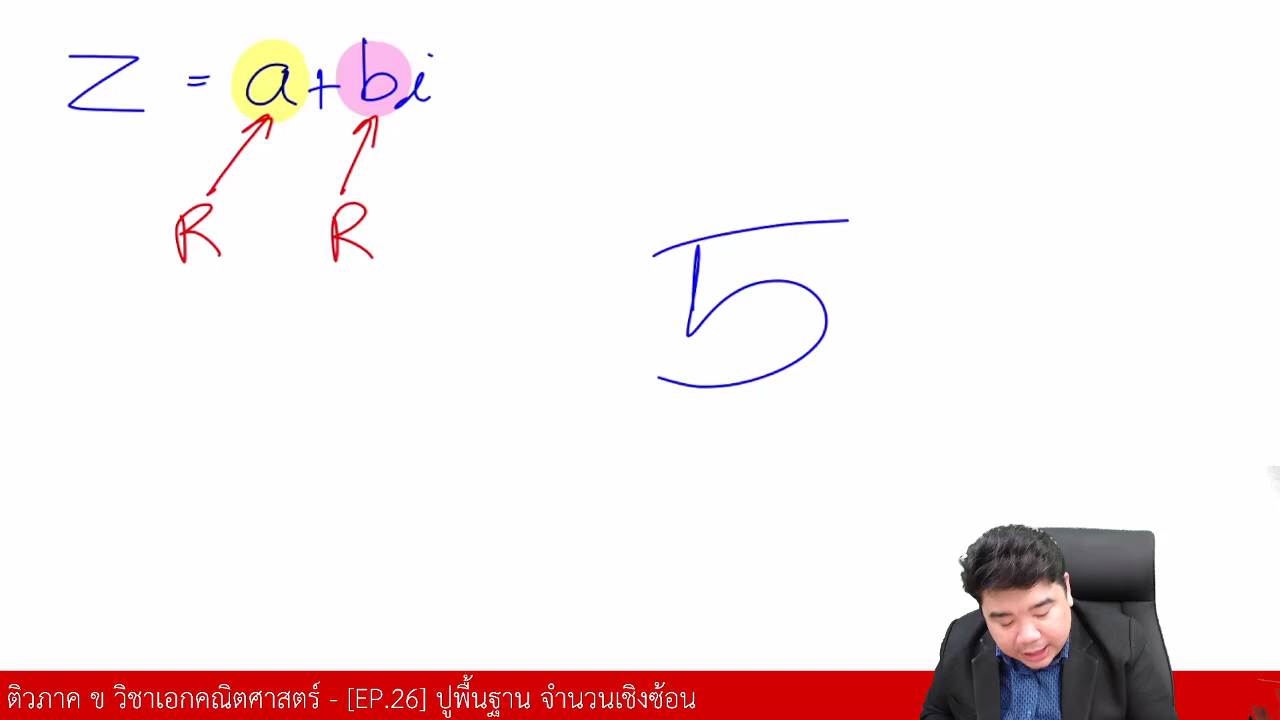 Z = a + bi
R R
5
ติวภาค ข วิชาเอกคณิตศาสตร์ - [EP.26] ปูพื้นฐาน จำนวนเชิงซ้อน